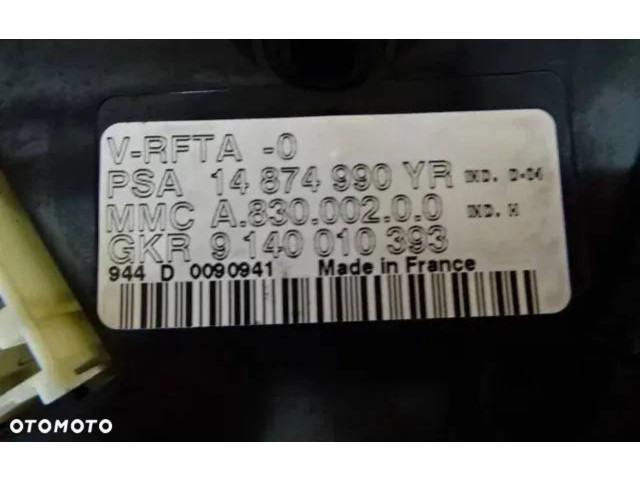 V-RFTA -0
PSA 14 874 990 YR IND. D-04
MMC A.830.002.0.0 IND. H
GKR 9 140 010 393
944 D 0090941 Made in France
OTOMOTO